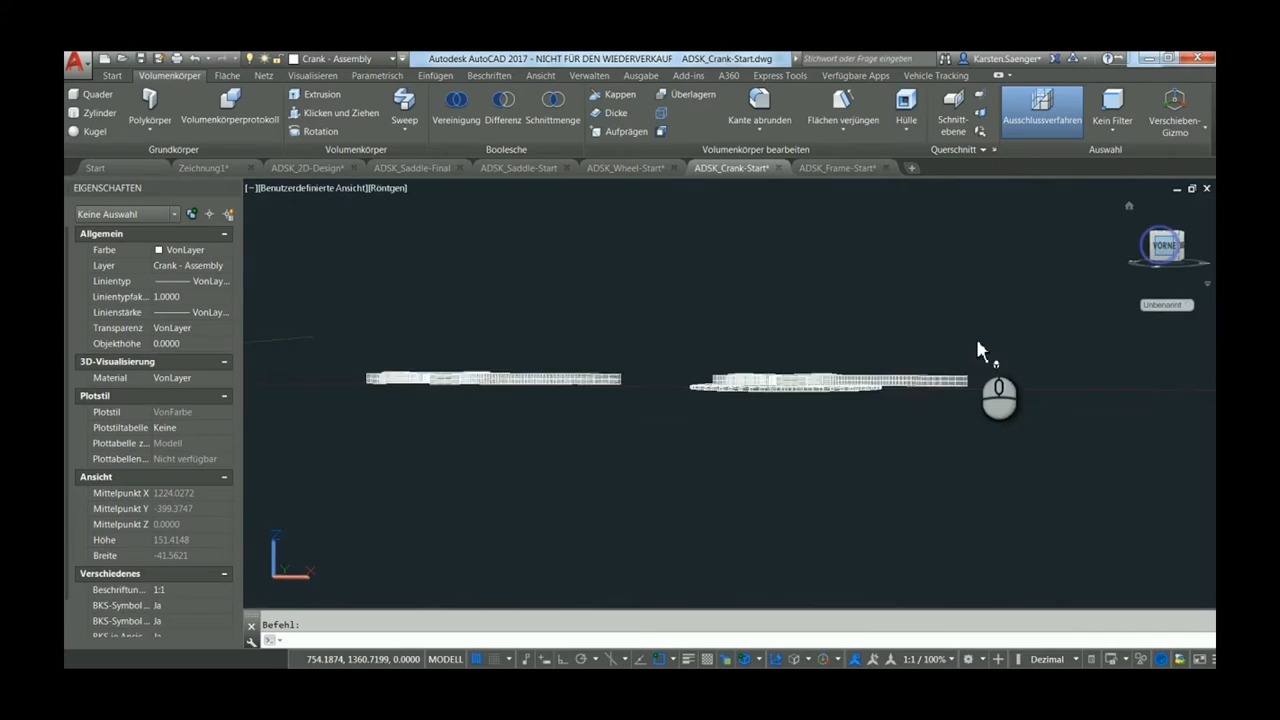 Crank - Assembly
Autodesk AutoCAD 2017 - NICHT FÜR DEN WIEDERVERKAUF ADSK_Crank-Start.dwg
Stichwort oder Frage eingeben
Karsten.Saenger
Start Volumenkörper Fläche Netz Visualisieren Parametrisch Einfügen Beschriften Ansicht Verwalten Ausgabe Add-ins A360 Express Tools Verfügbare Apps Vehicle Tracking
Quader
Zylinder
Kugel
Polykörper
Volumenkörperprotokoll
Grundkörper
Extrusion
Klicken und Ziehen
Rotation
Sweep
Volumenkörper
Vereinigung Differenz Schnittmenge
Boolesche
Kappen
Dicke
Aufprägen
Überlagern
Kante abrunden
Flächen verjüngen
Hülle
Volumenkörper bearbeiten
Schnitt-
ebene
Querschnitt
Ausschlussverfahren
Kein Filter
Verschieben-
Gizmo
Auswahl
Start Zeichnung1* ADSK_2D-Design* ADSK_Saddle-Final ADSK_Saddle-Start ADSK_Wheel-Start* ADSK_Crank-Start* ADSK_Frame-Start*
EIGENSCHAFTEN
Keine Auswahl
Allgemein
Farbe VonLayer
Layer Crank - Assembly
Linientyp VonLay...
Linientypfak... 1.0000
Linienstärke VonLay...
Transparenz VonLayer
Objekthöhe 0.0000
3D-Visualisierung
Material VonLayer
Plotstil
Plotstil VonFarbe
Plotstiltabelle Keine
Plottabelle z... Modell
Plottabellen... Nicht verfügbar
Ansicht
Mittelpunkt X 1224.0272
Mittelpunkt Y -399.3747
Mittelpunkt Z 0.0000
Höhe 151.4148
Breite -41.5621
Verschiedenes
Beschriftun... 1:1
BKS-Symbol ... Ja
BKS-Symbol ... Ja
[−][Benutzerdefinierte Ansicht][Röntgen]
VORNE
Unbenannt
Z
Y
X
Befehl:
754.1874, 1360.7199, 0.0000 MODELL 1:1 / 100% Dezimal